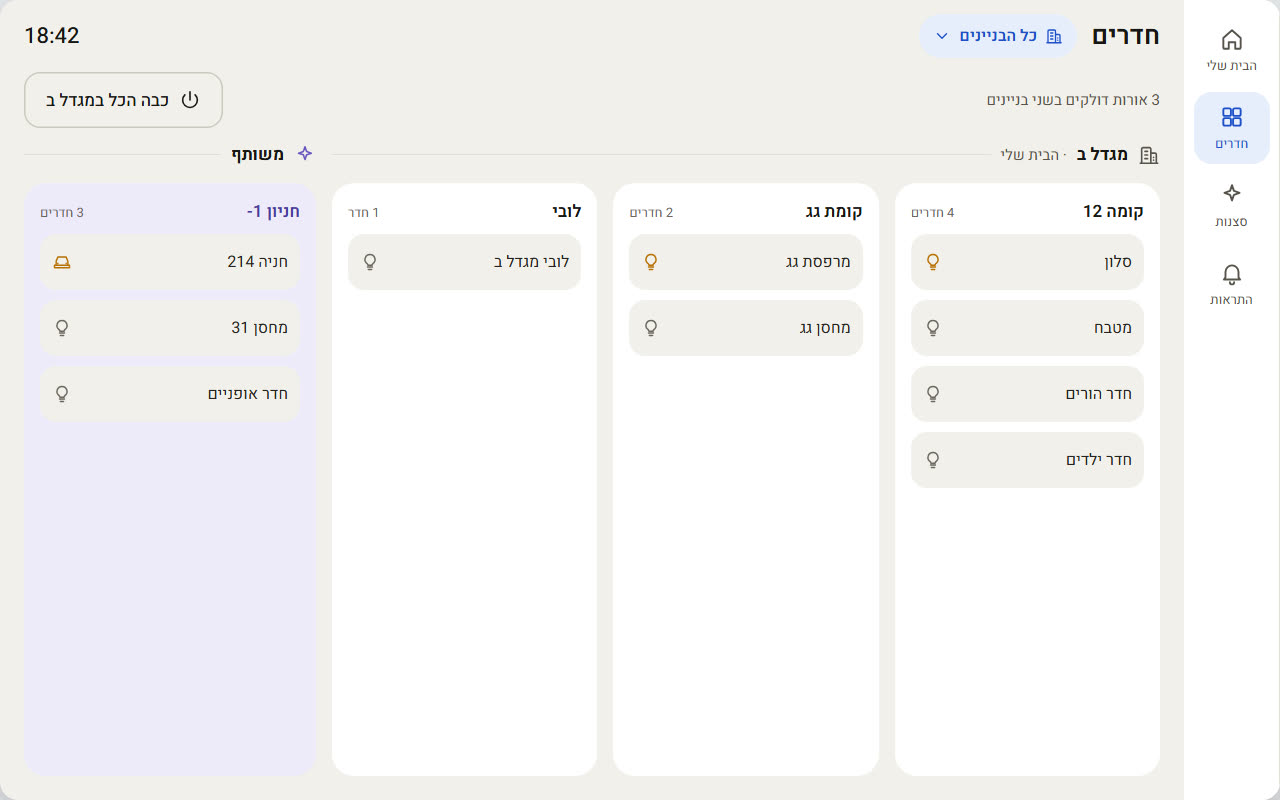 הבית שלי
חדרים
סצנות
התראות
חדרים
כל הבניינים
18:42
3 אורות דולקים בשני בניינים
כבה הכל במגדל ב
מגדל ב · הבית שלי
משותף
קומה 12
4 חדרים
סלון
מטבח
חדר הורים
חדר ילדים
קומת גג
2 חדרים
מרפסת גג
מחסן גג
לובי
1 חדר
לובי מגדל ב
חניון 1-
3 חדרים
חניה 214
מחסן 31
חדר אופניים